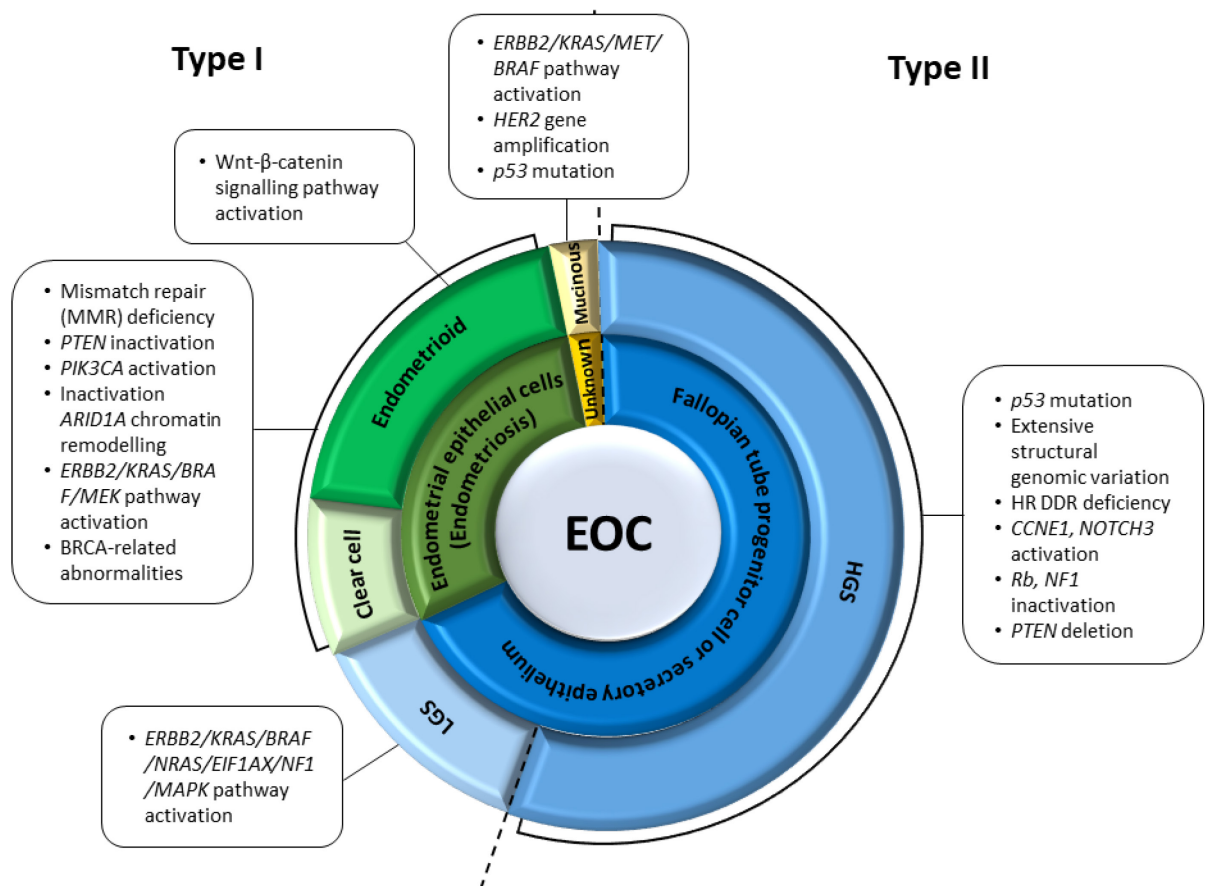 Type I
Type II
• ERBB2/KRAS/MET/
BRAF pathway
activation
• HER2 gene
amplification
• p53 mutation
• Wnt-β-catenin
signalling pathway
activation
• Mismatch repair
(MMR) deficiency
• PTEN inactivation
• PIK3CA activation
• Inactivation
ARID1A chromatin
remodelling
• ERBB2/KRAS/BRA
F/MEK pathway
activation
• BRCA-related
abnormalities
• ERBB2/KRAS/BRAF
/NRAS/EIF1AX/NF1
/MAPK pathway
activation
• p53 mutation
• Extensive
structural
genomic variation
• HR DDR deficiency
• CCNE1, NOTCH3
activation
• Rb, NF1
inactivation
• PTEN deletion
Endometrioid
Mucinous
Clear cell
LGS
HGS
Endometrial epithelial cells
(Endometriosis)
Unknown
Fallopian tube progenitor cell or secretory epithelium
EOC